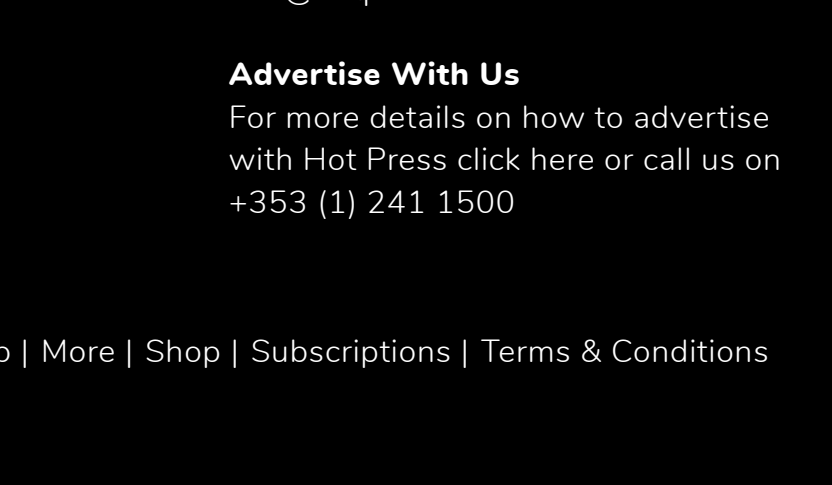 Advertise With Us
For more details on how to advertise
with Hot Press click here or call us on
+353 (1) 241 1500
| More | Shop | Subscriptions | Terms & Conditions